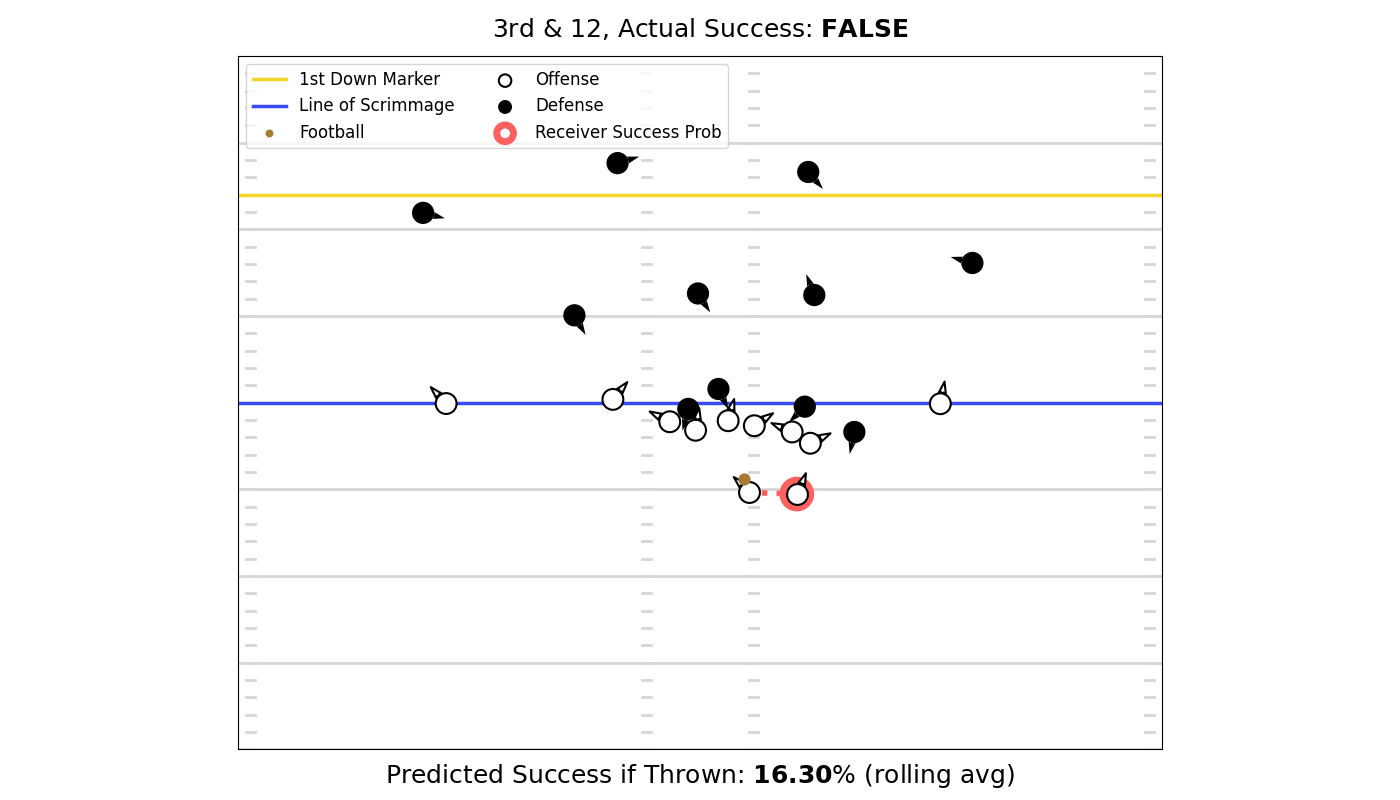 3rd & 12, Actual Success: FALSE
1st Down Marker
Line of Scrimmage
Football
Offense
Defense
Receiver Success Prob
Predicted Success if Thrown: 16.30% (rolling avg)